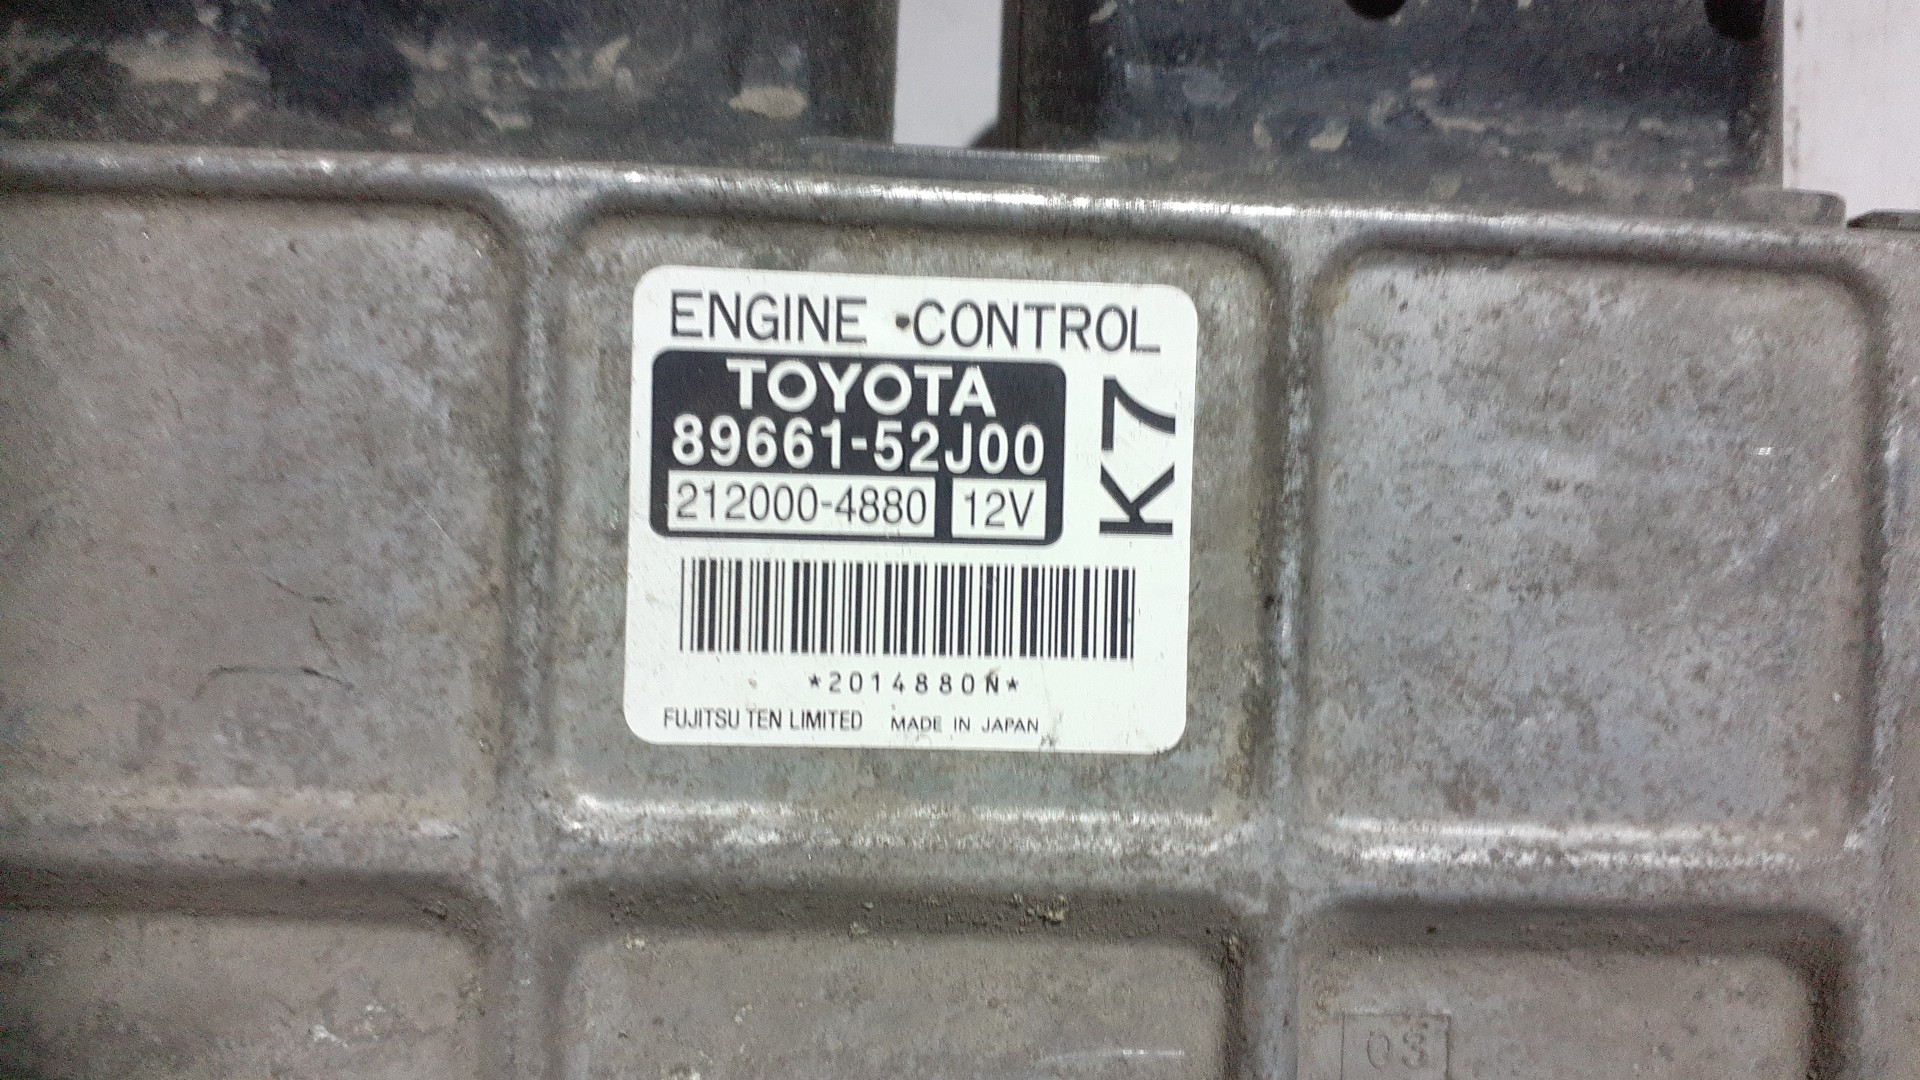 ENGINE •CONTROL
TOYOTA
89661-52J00
212000-4880 12V
K7
*2014880N*
FUJITSU TEN LIMITED MADE IN JAPAN
03